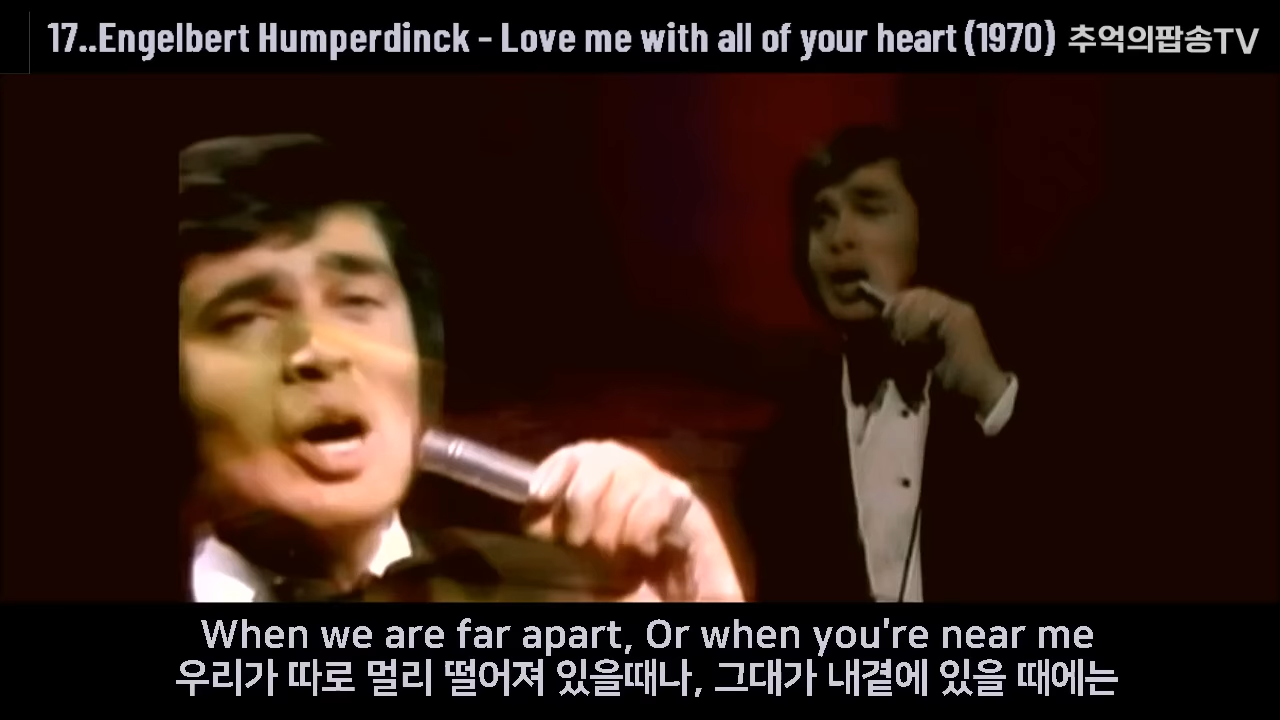 17..Engelbert Humperdinck - Love me with all of your heart (1970) 추억의팝송TV
When we are far apart, Or when you're near me
우리가 따로 멀리 떨어져 있을때나, 그대가 내곁에 있을 때에는